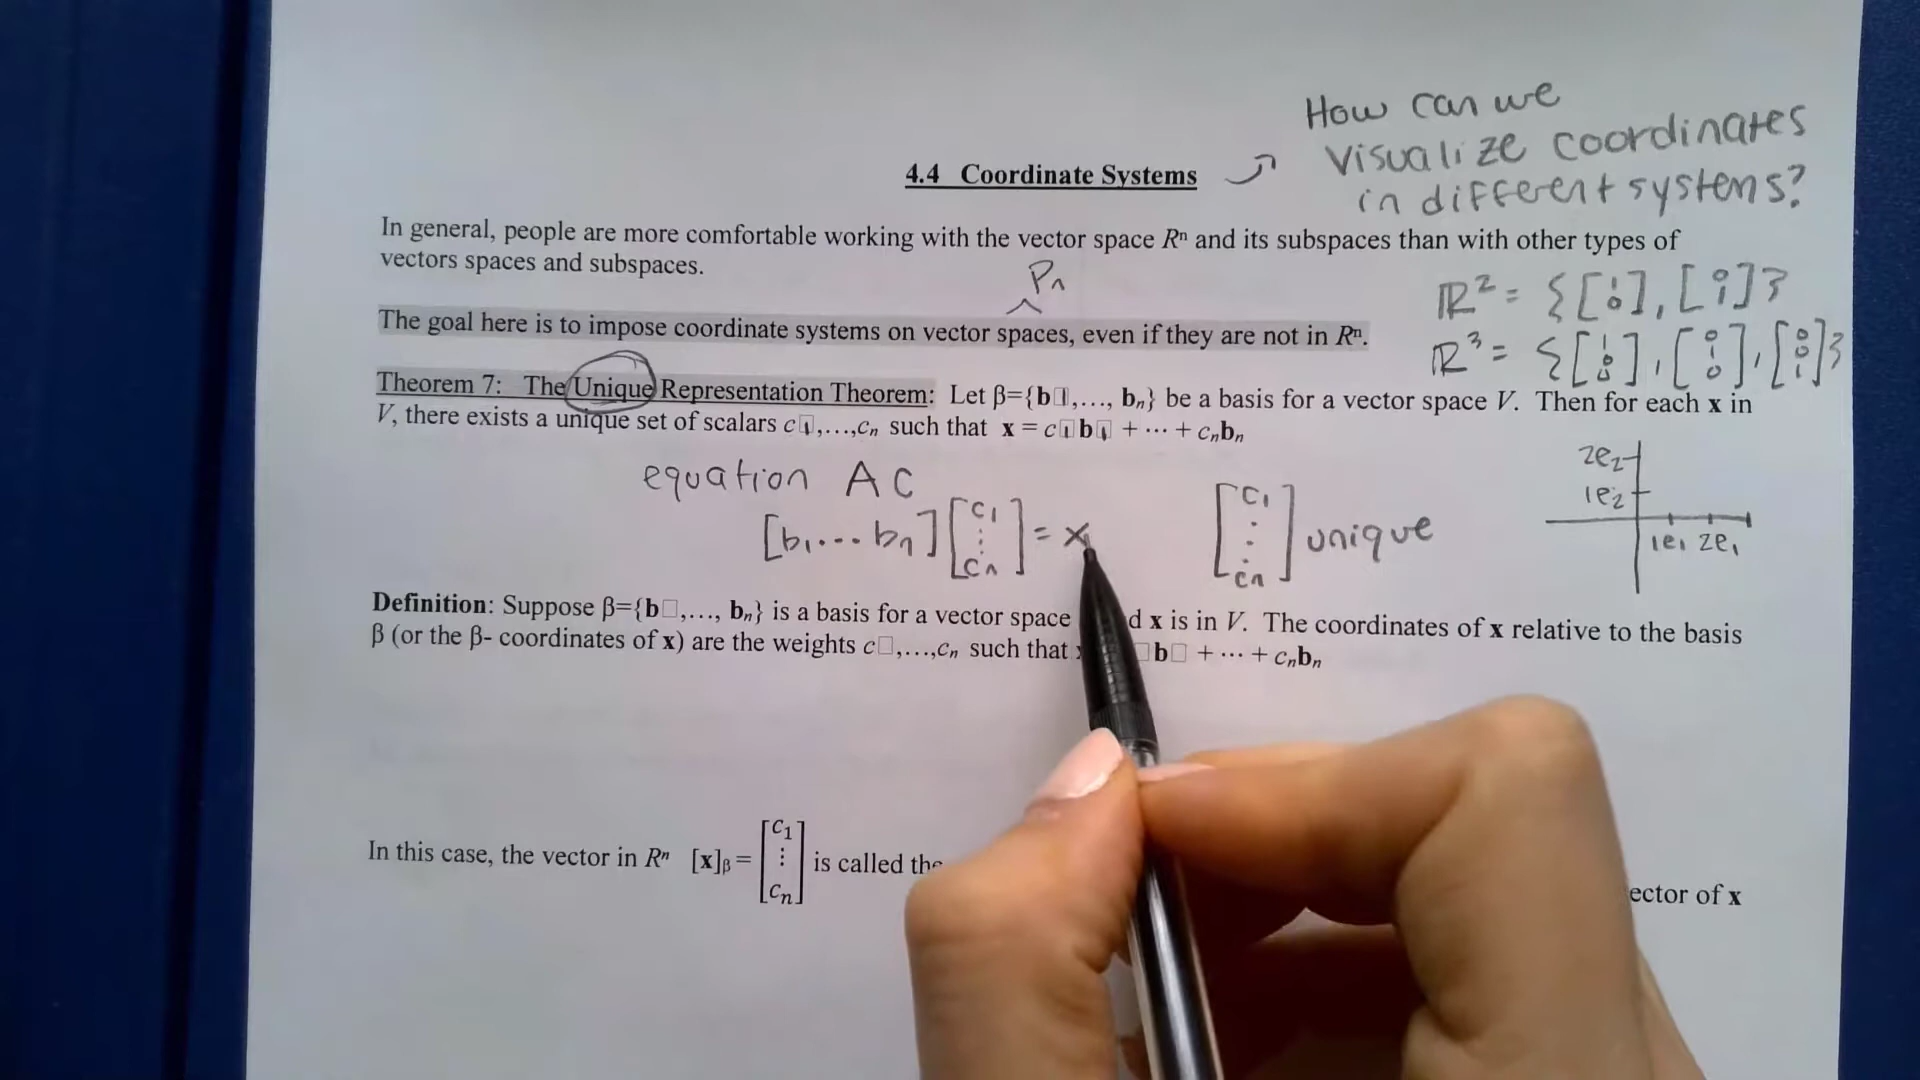 How can we
visualize coordinates
in different systems?
4.4 Coordinate Systems
In general, people are more comfortable working with the vector space Rⁿ and its subspaces than with other types of
vectors spaces and subspaces.
Pn
ℝ² = {[1 0], [0 1]}
The goal here is to impose coordinate systems on vector spaces, even if they are not in Rⁿ.
ℝ³ = {[1 0 0], [0 1 0], [0 0 1]}
Theorem 7: The Unique Representation Theorem: Let β={b□,..., bₙ} be a basis for a vector space V. Then for each x in
V, there exists a unique set of scalars c₁,...,cₙ such that x = c₁b₁ + ⋯ + cₙbₙ
equation AC
[b₁...bₙ][c₁ ⋮ cₙ] = x
[c₁ ⋮ cₙ] unique
2e₂
1e₂
1e₁ 2e₁
Definition: Suppose β={b□,..., bₙ} is a basis for a vector space d x is in V. The coordinates of x relative to the basis
β (or the β- coordinates of x) are the weights c□,...,cₙ such that b□ + ⋯ + cₙbₙ
In this case, the vector in Rⁿ [x]β = [c₁ ⋮ cₙ] is called the ector of x